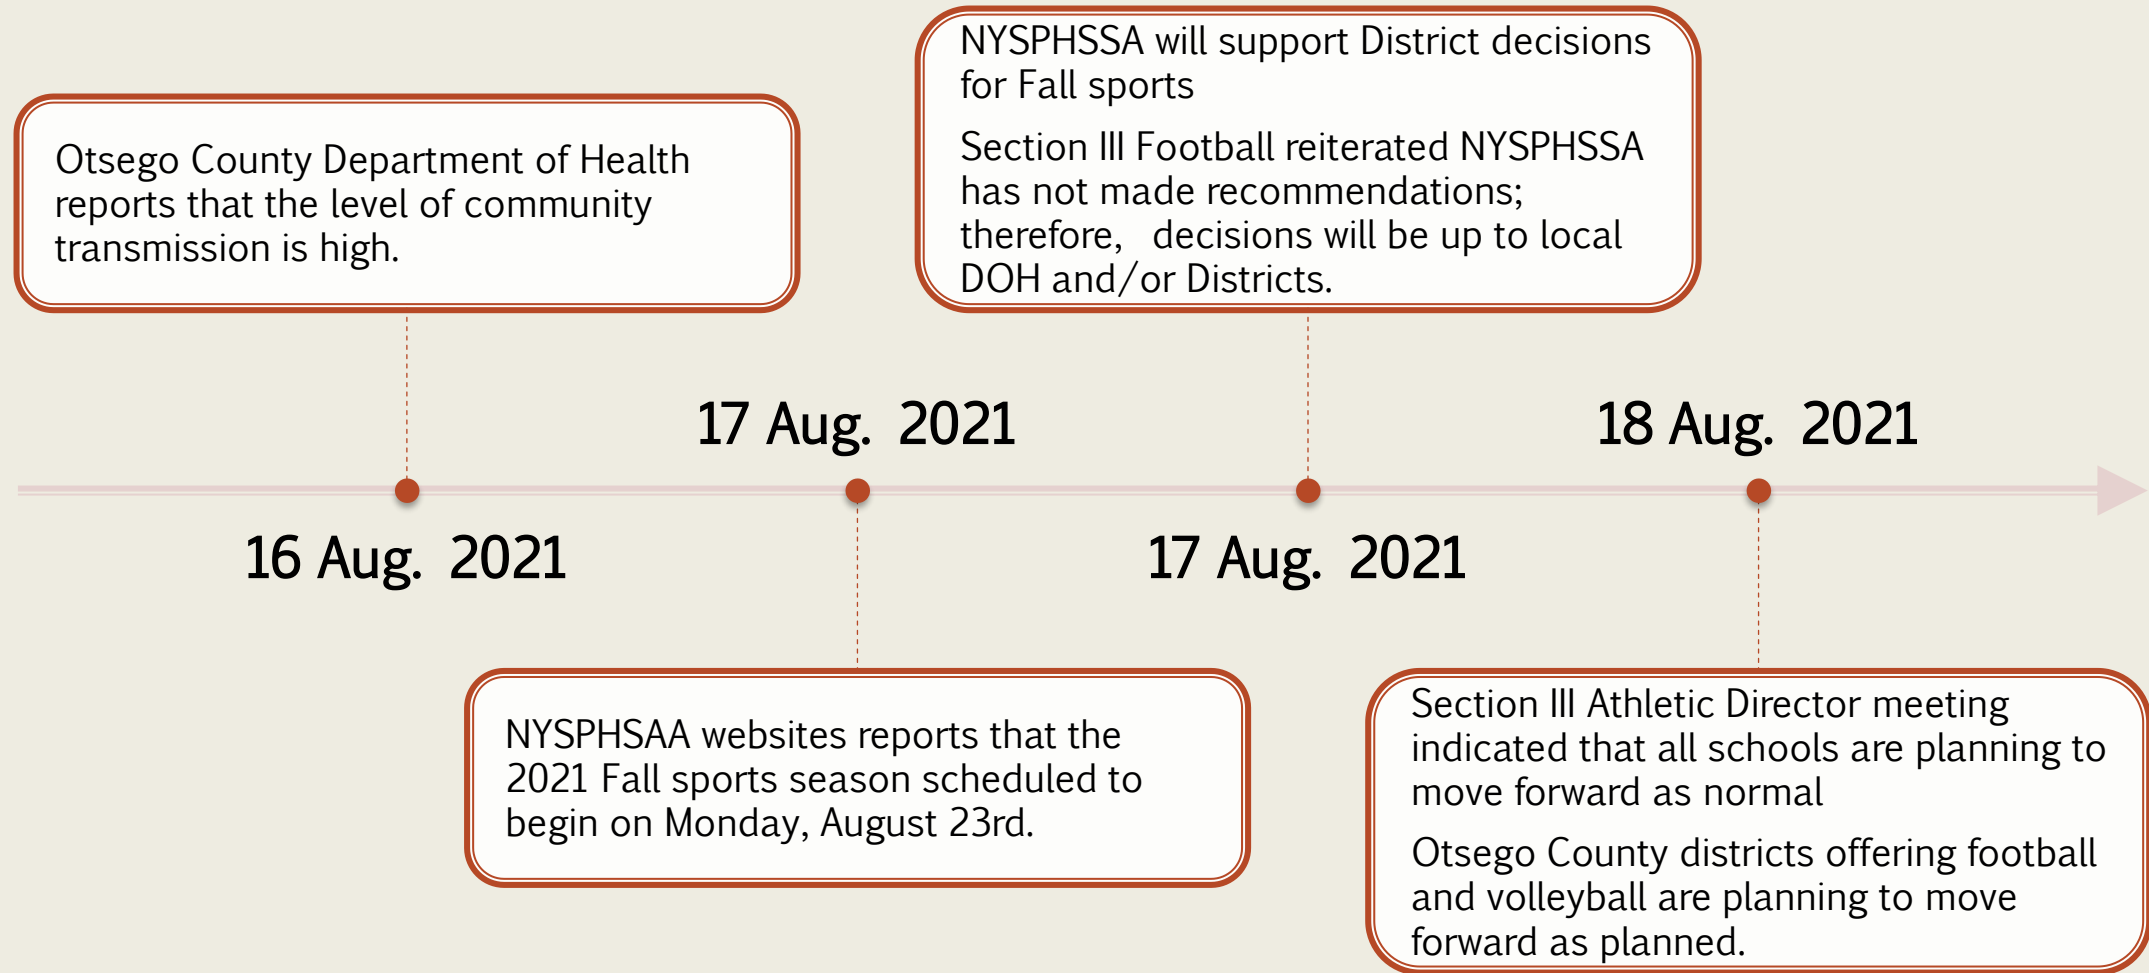 Otsego County Department of Health
reports that the level of community
transmission is high.
16 Aug. 2021
17 Aug. 2021
NYSPHSAA websites reports that the
2021 Fall sports season scheduled to
begin on Monday, August 23rd.
NYSPHSSA will support District decisions
for Fall sports
Section III Football reiterated NYSPHSSA
has not made recommendations;
therefore, decisions will be up to local
DOH and/or Districts.
17 Aug. 2021
18 Aug. 2021
Section III Athletic Director meeting
indicated that all schools are planning to
move forward as normal
Otsego County districts offering football
and volleyball are planning to move
forward as planned.